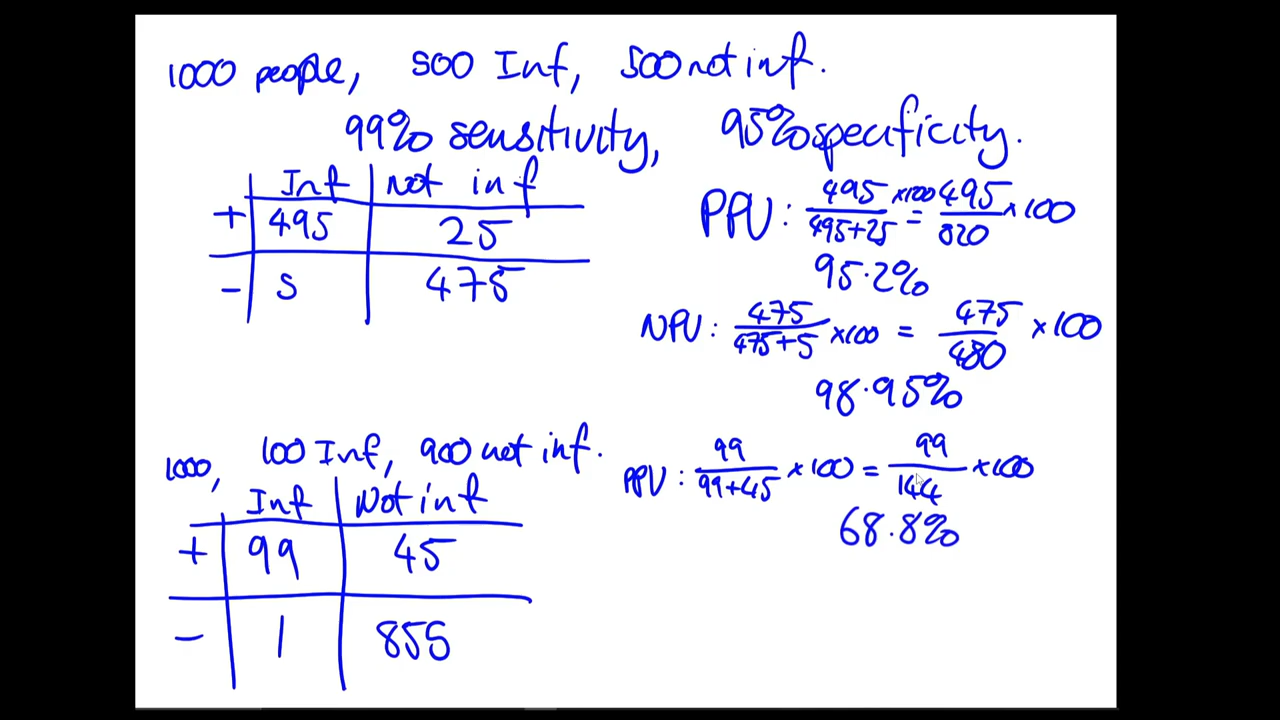 1000 people, 500 Inf, 500 not inf.
99% sensitivity, 95% specificity.
Inf Not inf
+ 495 25
- 5 475
PPV: 495/495+25 ×100 = 495/520 ×100
95.2%
NPV: 475/475+5 ×100 = 475/480 ×100
98.95%
1000, 100 Inf, 900 not inf.
Inf Not inf
+ 99 45
- 1 855
PPV: 99/99+45 ×100 = 99/144 ×100
68.8%